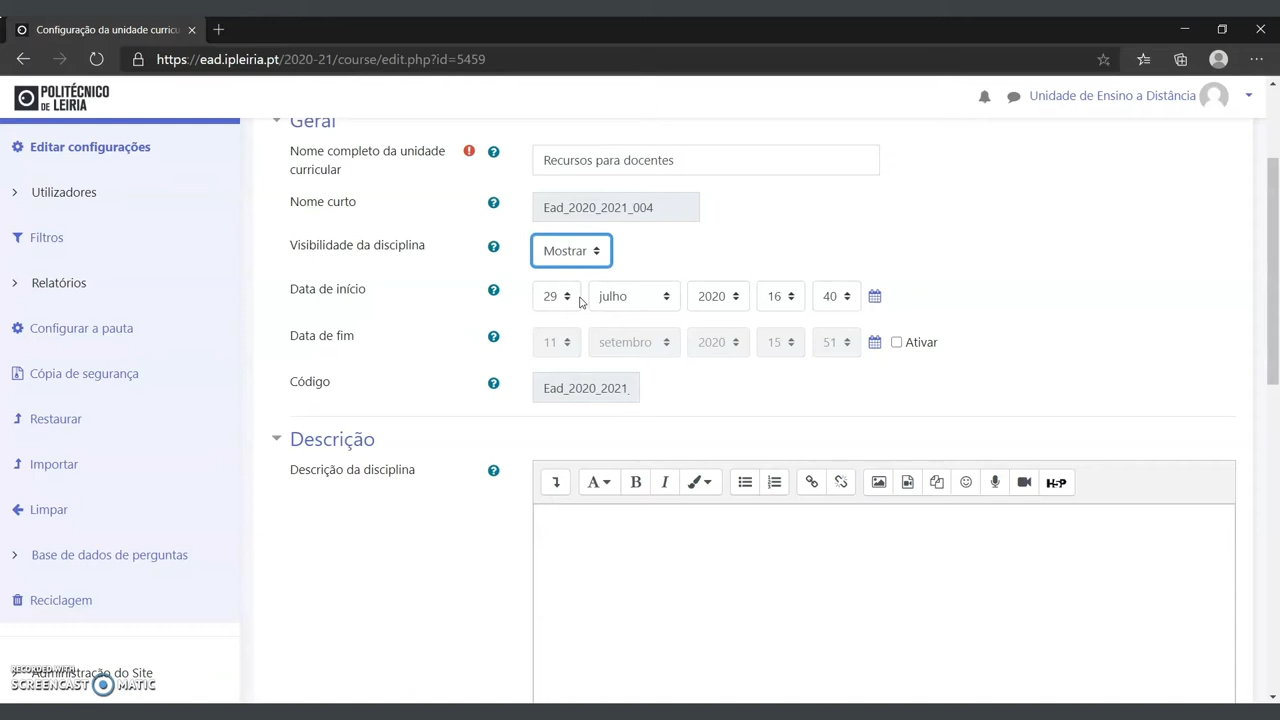 Configuração da unidade curricu
https://ead.ipleiria.pt/2020-21/course/edit.php?id=5459
POLITÉCNICO
DE LEIRIA
Unidade de Ensino a Distância
Editar configurações
Utilizadores
Filtros
Relatórios
Configurar a pauta
Cópia de segurança
Restaurar
Importar
Limpar
Base de dados de perguntas
Reciclagem
Administração do Site
RECORDED WITH
SCREENCAST MATIC
Geral
Nome completo da unidade
curricular
Recursos para docentes
Nome curto
Ead_2020_2021_004
Visibilidade da disciplina
Mostrar
Data de início
29 julho 2020 16 40
Data de fim
11 setembro 2020 15 51 Ativar
Código
Ead_2020_2021_
Descrição
Descrição da disciplina
A B I H-P